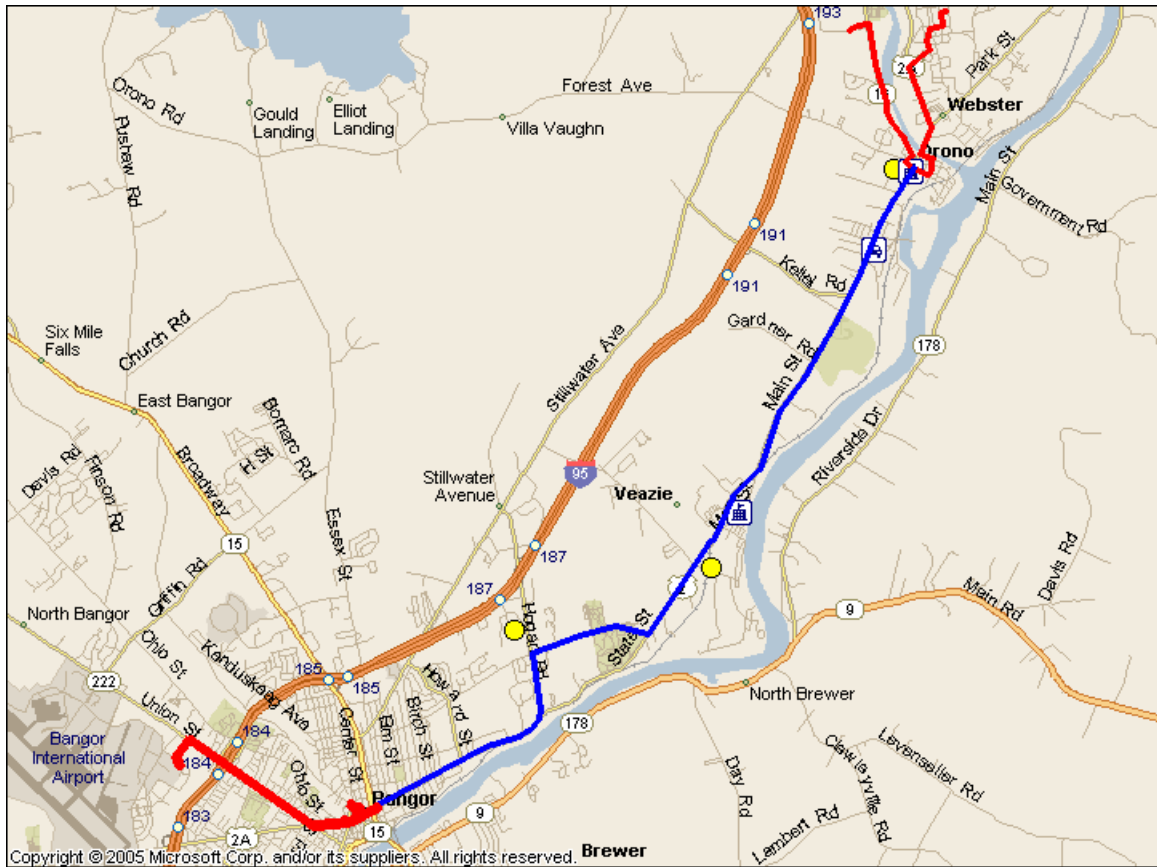 193
Park St
2A
Orono Rd
Gould
Landing
Elliot
Landing
Forest Ave
16
Webster
Villa Vaughn
Pushaw Rd
Orono
Main St
Government Rd
191
Kelley Rd
191
Gardner Rd
178
Six Mile
Falls
Church Rd
Stillwater Ave
Main St
East Bangor
Bomarc Rd
Riverside Dr
Davis Rd
Finson Rd
Broadway
Stillwater
Avenue
95
Veazie
Essex St
15
187
Davis Rd
187
Griffin Rd
North Bangor
Hogan Rd
Main Rd
9
Ohio St
Kenduskeag Ave
State St
222
185
185
Howard St
North Brewer
Union St
Center St
Elm St
Birch St
178
184
Bangor
International
Airport
184
Ohio St
Clewleyville Rd
Levenseller Rd
Day Rd
Bangor
183
9
2A
15
Lambert Rd
Brewer
Copyright © 2005 Microsoft Corp. and/or its suppliers. All rights reserved.